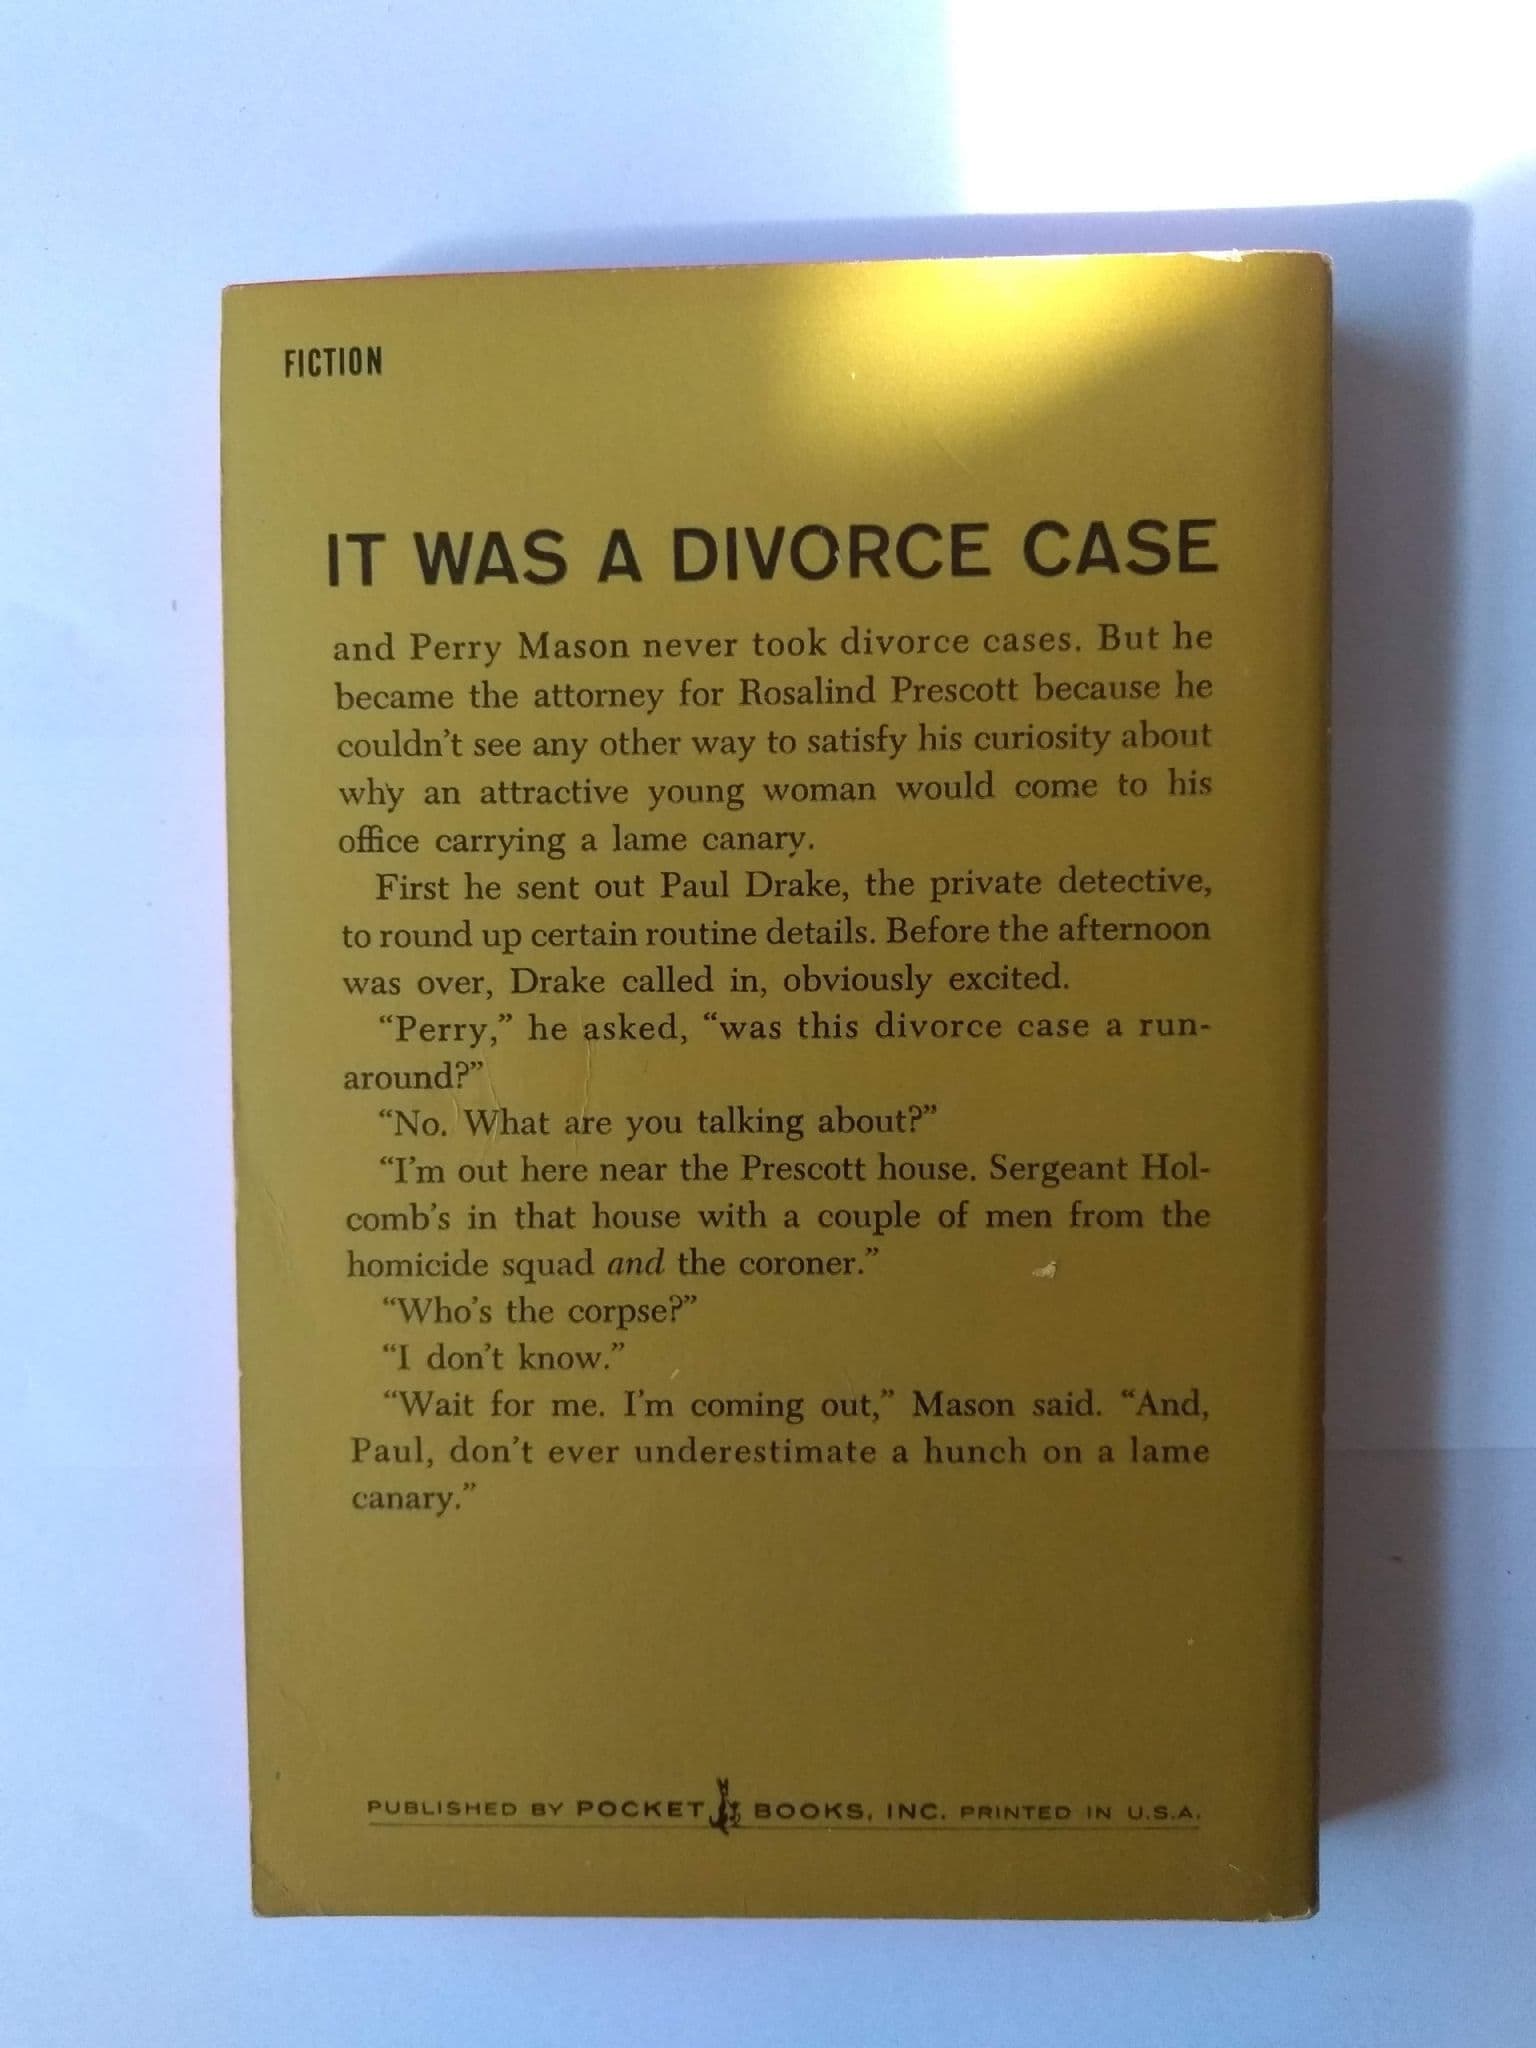 FICTION
IT WAS A DIVORCE CASE
and Perry Mason never took divorce cases. But he
became the attorney for Rosalind Prescott because he
couldn't see any other way to satisfy his curiosity about
why an attractive young woman would come to his
office carrying a lame canary.
First he sent out Paul Drake, the private detective,
to round up certain routine details. Before the afternoon
was over, Drake called in, obviously excited.
“Perry,” he asked, “was this divorce case a run-
around?”
“No. What are you talking about?”
“I'm out here near the Prescott house. Sergeant Hol-
comb's in that house with a couple of men from the
homicide squad and the coroner.”
“Who's the corpse?”
“I don't know.”
“Wait for me. I'm coming out,” Mason said. “And,
Paul, don't ever underestimate a hunch on a lame
canary.”
PUBLISHED BY POCKET BOOKS, INC. PRINTED IN U.S.A.